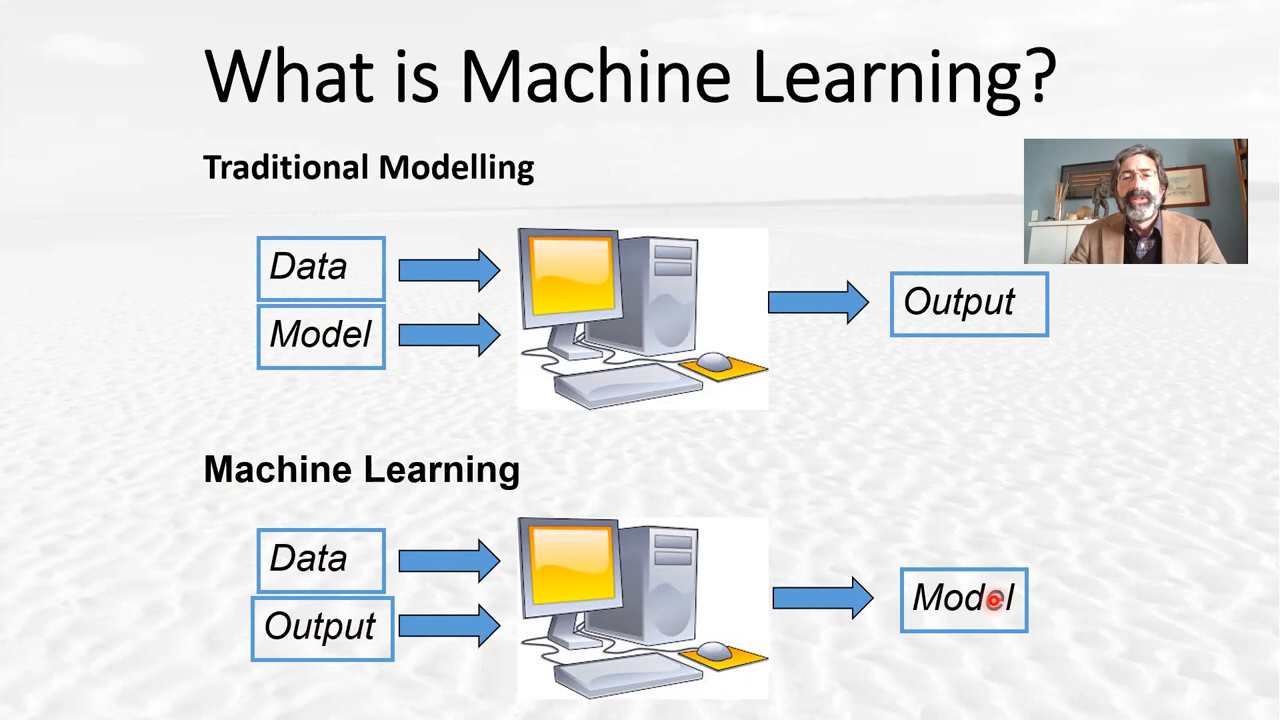 What is Machine Learning?
Traditional Modelling
Data
Model
Output
Machine Learning
Data
Output
Model